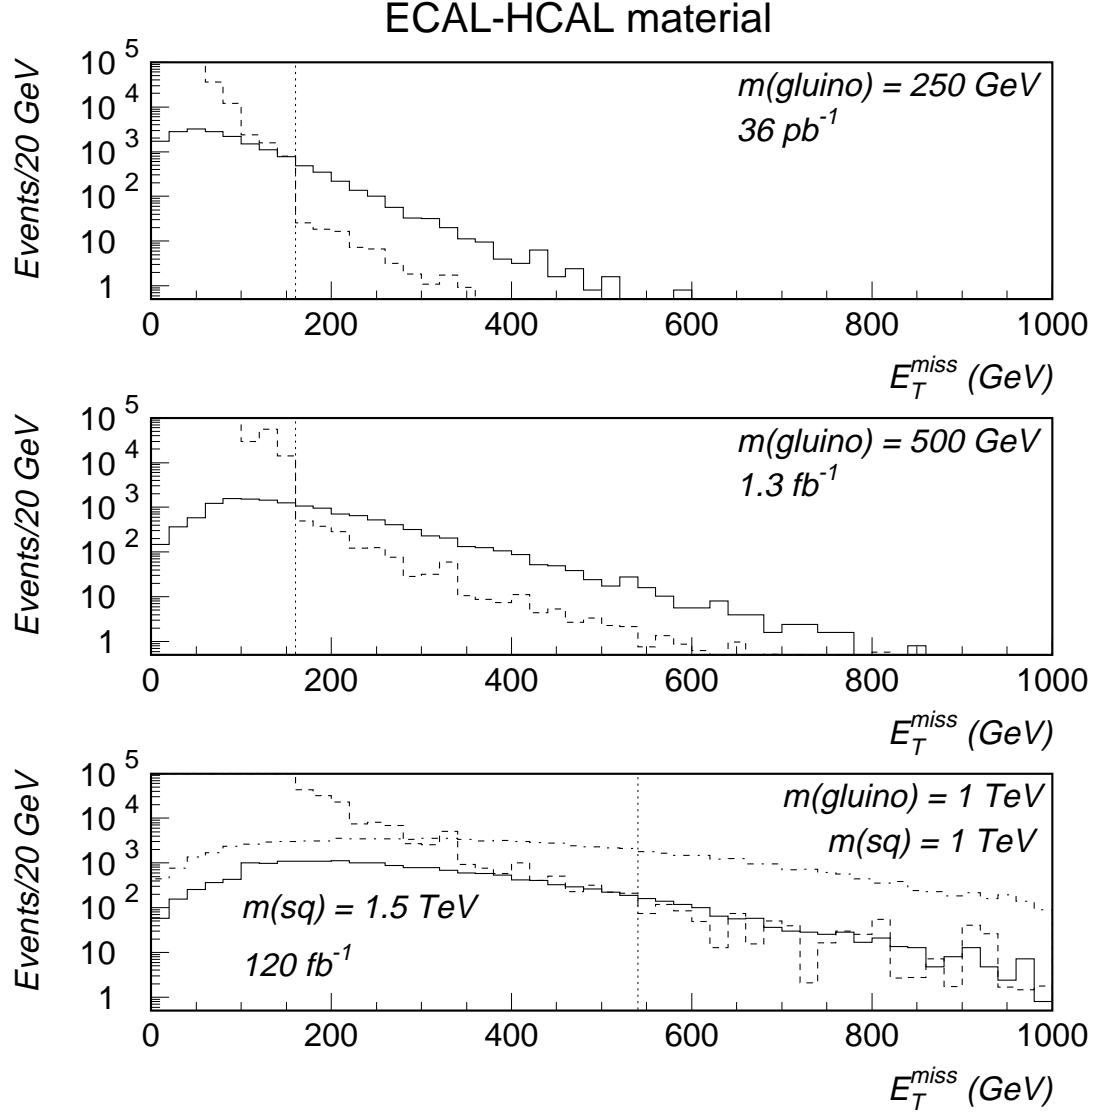 ECAL-HCAL material
Events/20 GeV
10^5
10^4
10^3
10^2
10
1
m(gluino) = 250 GeV
36 pb^-1
0 200 400 600 800 1000
E_T^miss (GeV)
Events/20 GeV
10^5
10^4
10^3
10^2
10
1
m(gluino) = 500 GeV
1.3 fb^-1
0 200 400 600 800 1000
E_T^miss (GeV)
Events/20 GeV
10^5
10^4
10^3
10^2
10
1
m(gluino) = 1 TeV
m(sq) = 1 TeV
m(sq) = 1.5 TeV
120 fb^-1
0 200 400 600 800 1000
E_T^miss (GeV)